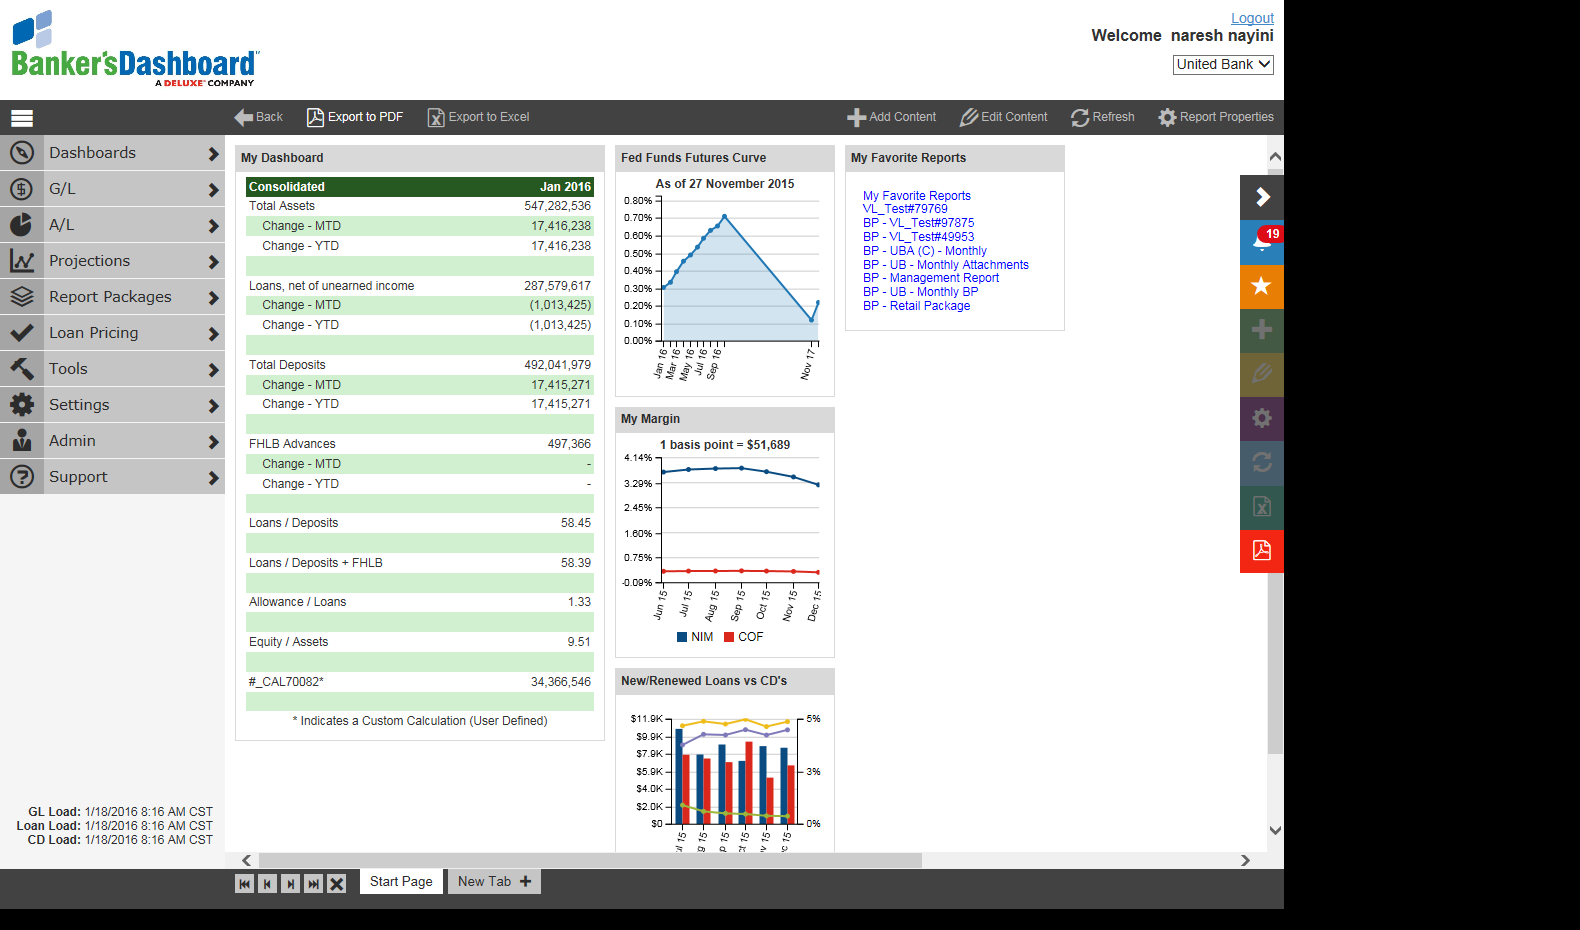 Logout
Welcome naresh nayini
United Bank
Banker'sDashboard
A DELUXE COMPANY
Back
Export to PDF
Export to Excel
Add Content
Edit Content
Refresh
Report Properties
Dashboards
G/L
A/L
Projections
Report Packages
Loan Pricing
Tools
Settings
Admin
Support
GL Load: 1/18/2016 8:16 AM CST
Loan Load: 1/18/2016 8:16 AM CST
CD Load: 1/18/2016 8:16 AM CST
My Dashboard
Consolidated Jan 2016
Total Assets 547,282,536
Change - MTD 17,416,238
Change - YTD 17,416,238
Loans, net of unearned income 287,579,617
Change - MTD (1,013,425)
Change - YTD (1,013,425)
Total Deposits 492,041,979
Change - MTD 17,415,271
Change - YTD 17,415,271
FHLB Advances 497,366
Change - MTD -
Change - YTD -
Loans / Deposits 58.45
Loans / Deposits + FHLB 58.39
Allowance / Loans 1.33
Equity / Assets 9.51
#_CAL70082* 34,366,546
* Indicates a Custom Calculation (User Defined)
Fed Funds Futures Curve
As of 27 November 2015
0.80%
0.70%
0.60%
0.50%
0.40%
0.30%
0.20%
0.10%
0.00%
Jan 16
Mar 16
May 16
Jul 16
Sep 16
Nov 17
My Margin
1 basis point = $51,689
4.14%
3.29%
2.45%
1.60%
0.75%
-0.09%
Jun 15
Jul 15
Aug 15
Sep 15
Oct 15
Nov 15
Dec 15
NIM COF
New/Renewed Loans vs CD's
$11.9K
$9.9K
$7.9K
$5.9K
$4.0K
$2.0K
$0
5%
3%
0%
ul 15
g 15
p 15
ct 15
v 15
c 15
My Favorite Reports
My Favorite Reports
VL_Test#79769
BP - VL_Test#97875
BP - VL_Test#49953
BP - UBA (C) - Monthly
BP - UB - Monthly Attachments
BP - Management Report
BP - UB - Monthly BP
BP - Retail Package
19
Start Page
New Tab